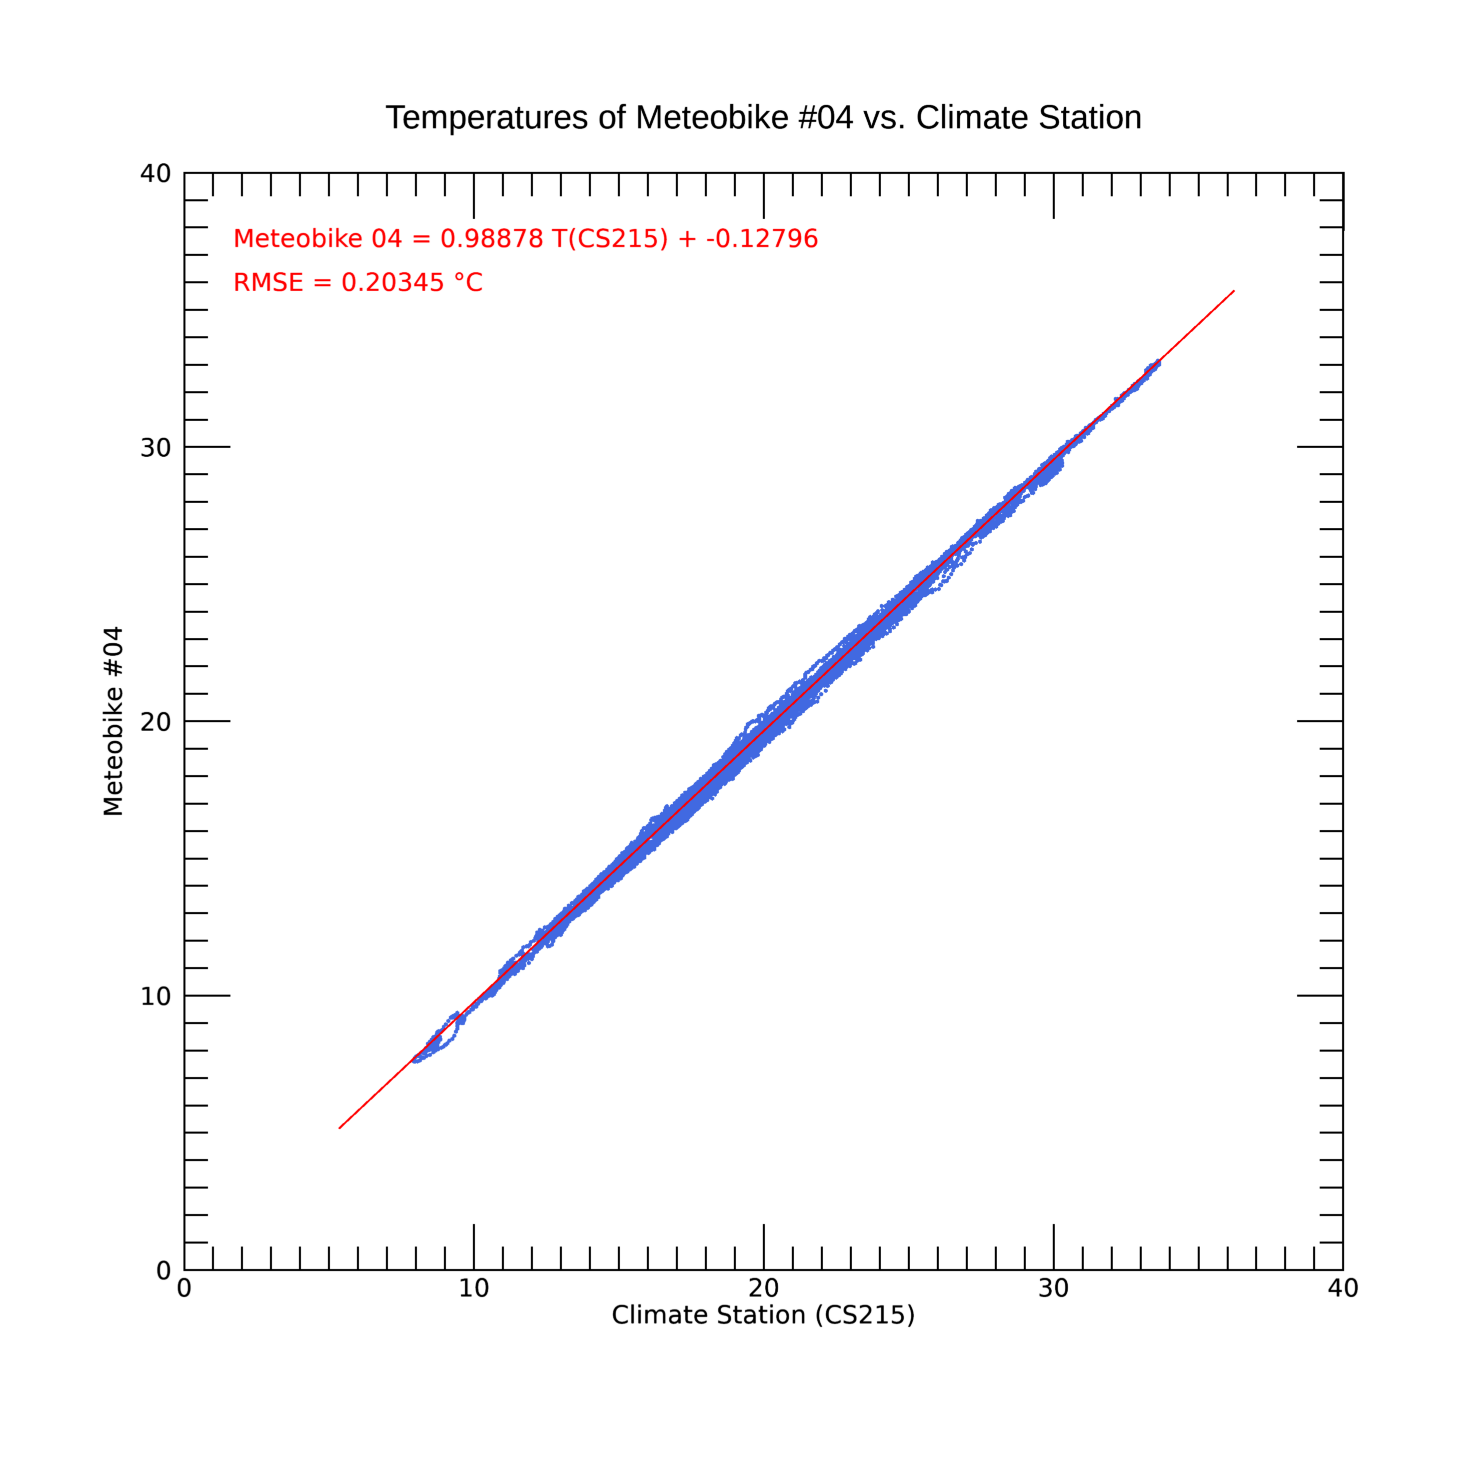 Temperatures of Meteobike #04 vs. Climate Station
40
Meteobike 04 = 0.98878 T(CS215) + -0.12796
RMSE = 0.20345 °C
30
Meteobike #04
20
10
0
0 10 20 30 40
Climate Station (CS215)